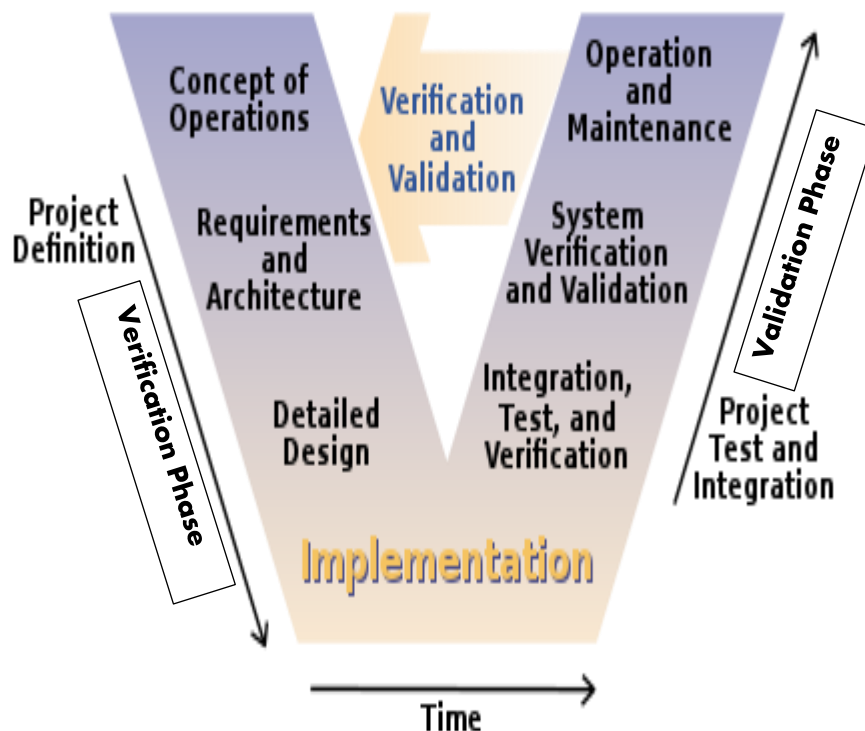 Concept of
Operations
Verification
and
Validation
Operation
and
Maintenance
Project
Definition
Requirements
and
Architecture
System
Verification
and Validation
Validation Phase
Verification Phase
Detailed
Design
Integration,
Test, and
Verification
Project
Test and
Integration
Implementation
Time